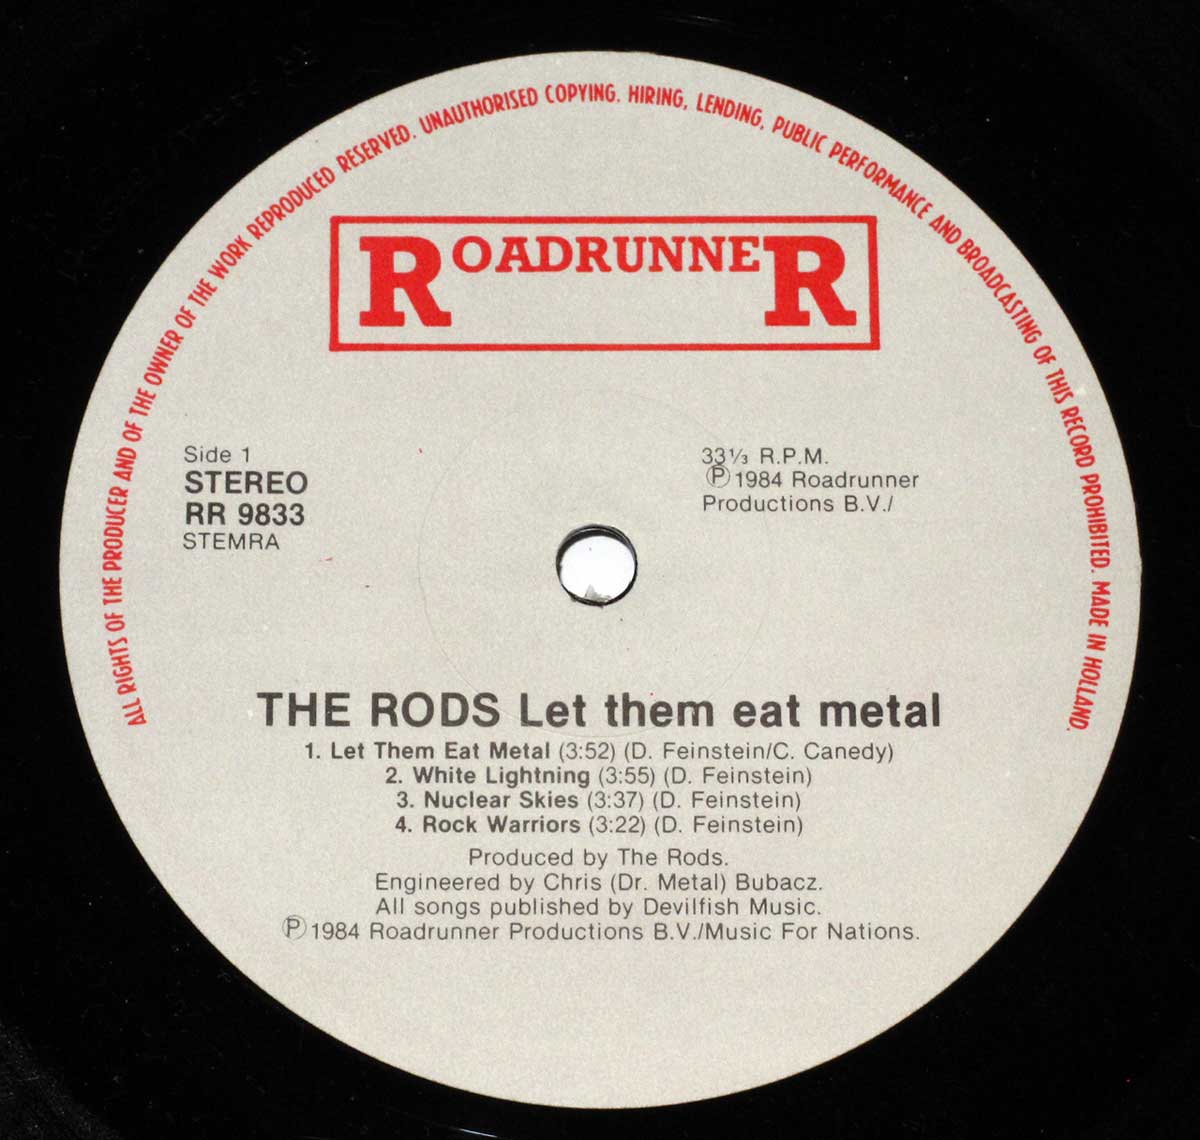 ALL RIGHTS OF THE PRODUCER AND OF THE OWNER OF THE WORK REPRODUCED RESERVED. UNAUTHORISED COPYING. HIRING, LENDING, PUBLIC PERFORMANCE AND BROADCASTING OF THIS RECORD PROHIBITED. MADE IN HOLLAND.
ROADRUNNER
Side 1
STEREO
RR 9833
STEMRA
33⅓ R.P.M.
Ⓟ 1984 Roadrunner
Productions B.V./
THE RODS Let them eat metal
1. Let Them Eat Metal (3:52) (D. Feinstein/C. Canedy)
2. White Lightning (3:55) (D. Feinstein)
3. Nuclear Skies (3:37) (D. Feinstein)
4. Rock Warriors (3:22) (D. Feinstein)
Produced by The Rods.
Engineered by Chris (Dr. Metal) Bubacz.
All songs published by Devilfish Music.
Ⓟ 1984 Roadrunner Productions B.V./Music For Nations.